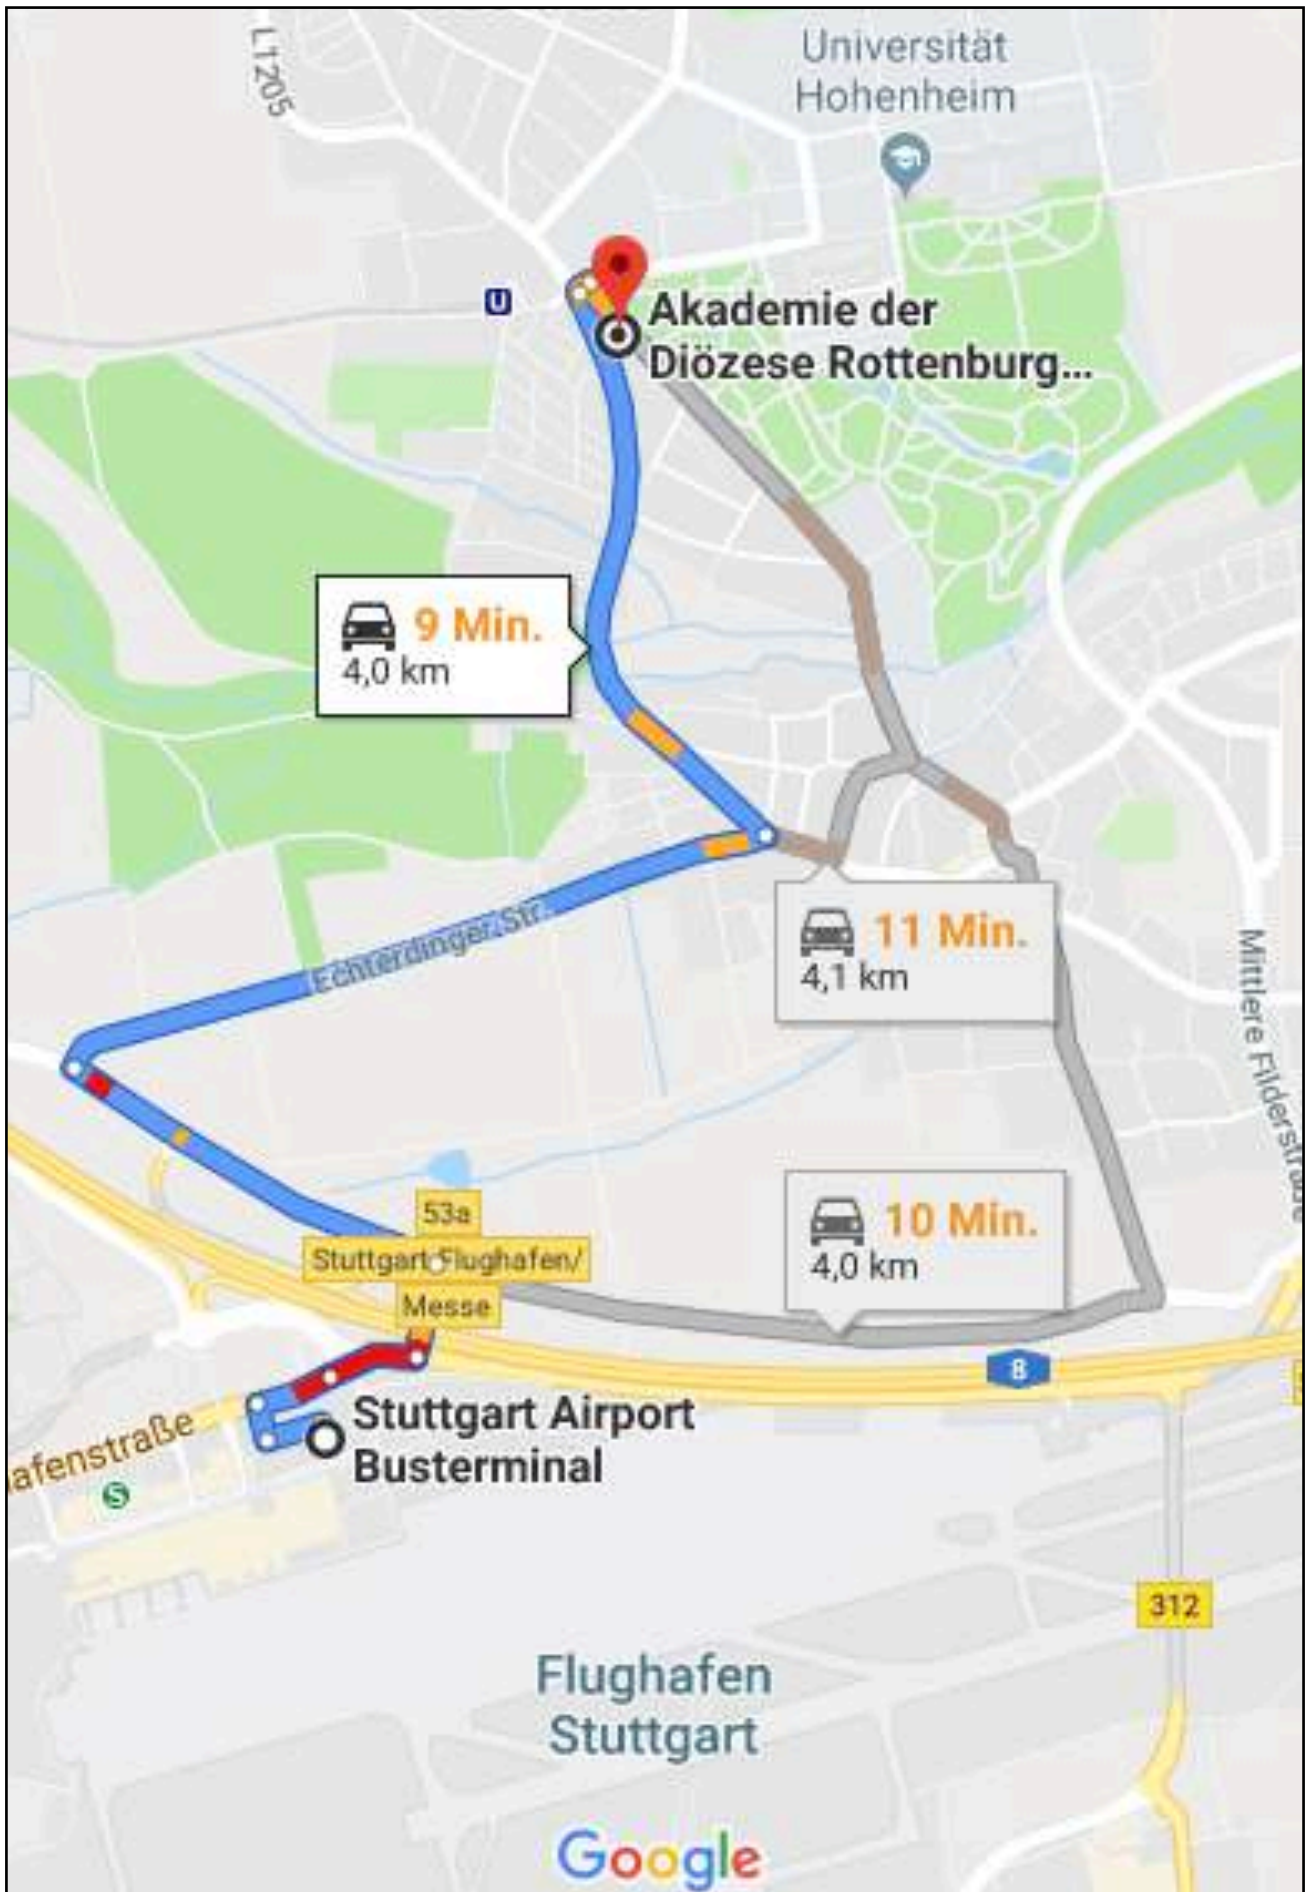 L1205
Universität
Hohenheim
U
Akademie der
Diözese Rottenburg...
9 Min.
4,0 km
11 Min.
4,1 km
Echterdinger Str.
Mittlere Filderstraße
10 Min.
4,0 km
53a
Stuttgart-Flughafen/
Messe
8
Stuttgart Airport
Busterminal
afenstraße
S
312
Flughafen
Stuttgart
Google